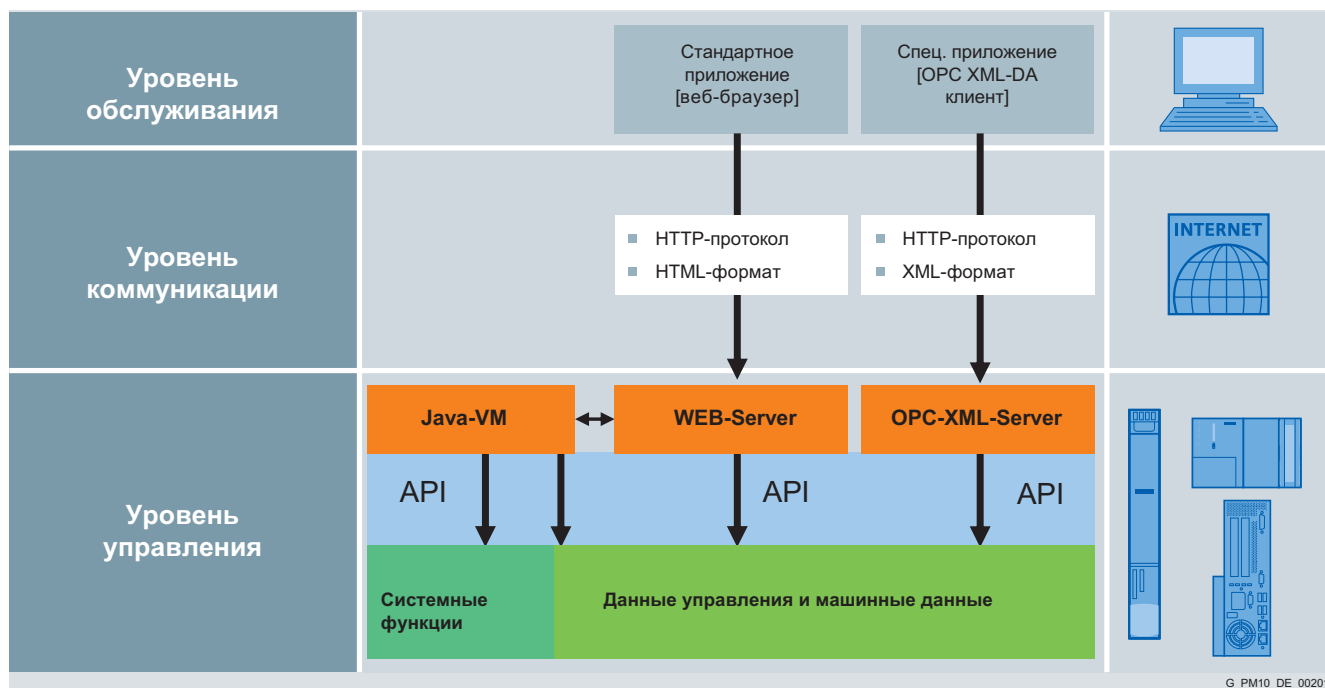 Уровень
обслуживания
Стандартное
приложение
[веб-браузер]
Спец. приложение
[OPC XML-DA
клиент]
Уровень
коммуникации
HTTP-протокол
HTML-формат
HTTP-протокол
XML-формат
INTERNET
Уровень
управления
Java-VM
WEB-Server
OPC-XML-Server
API
API
API
Системные
функции
Данные управления и машинные данные